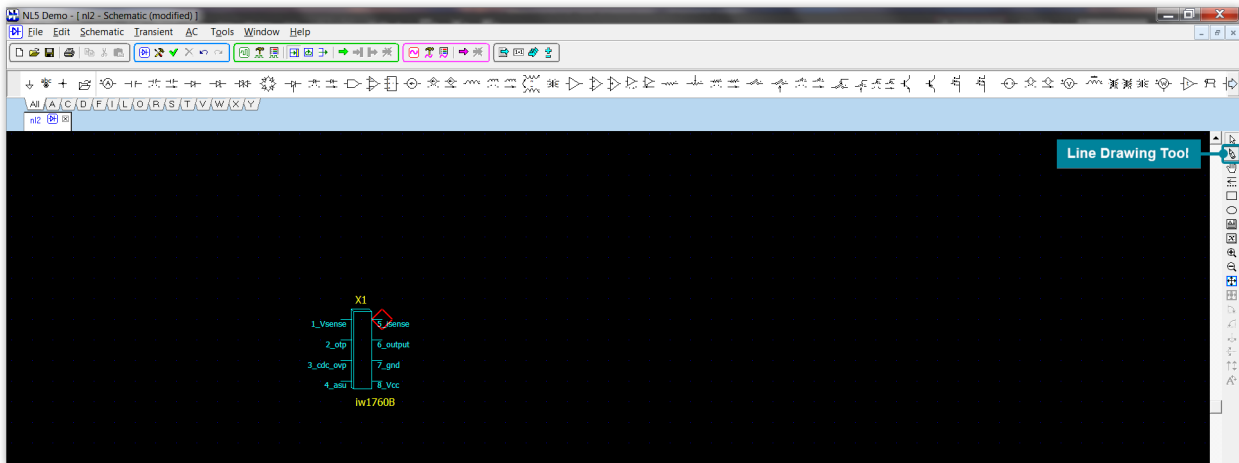 NL5 Demo - [ nl2 - Schematic (modified) ]
File Edit Schematic Transient AC Tools Window Help
All A C D F I L O R S T V W X Y
nl2
Line Drawing Tool
X1
1_Vsense 5_Isense
2_otp 6_output
3_cdc_ovp 7_gnd
4_asu 8_Vcc
iw1760B